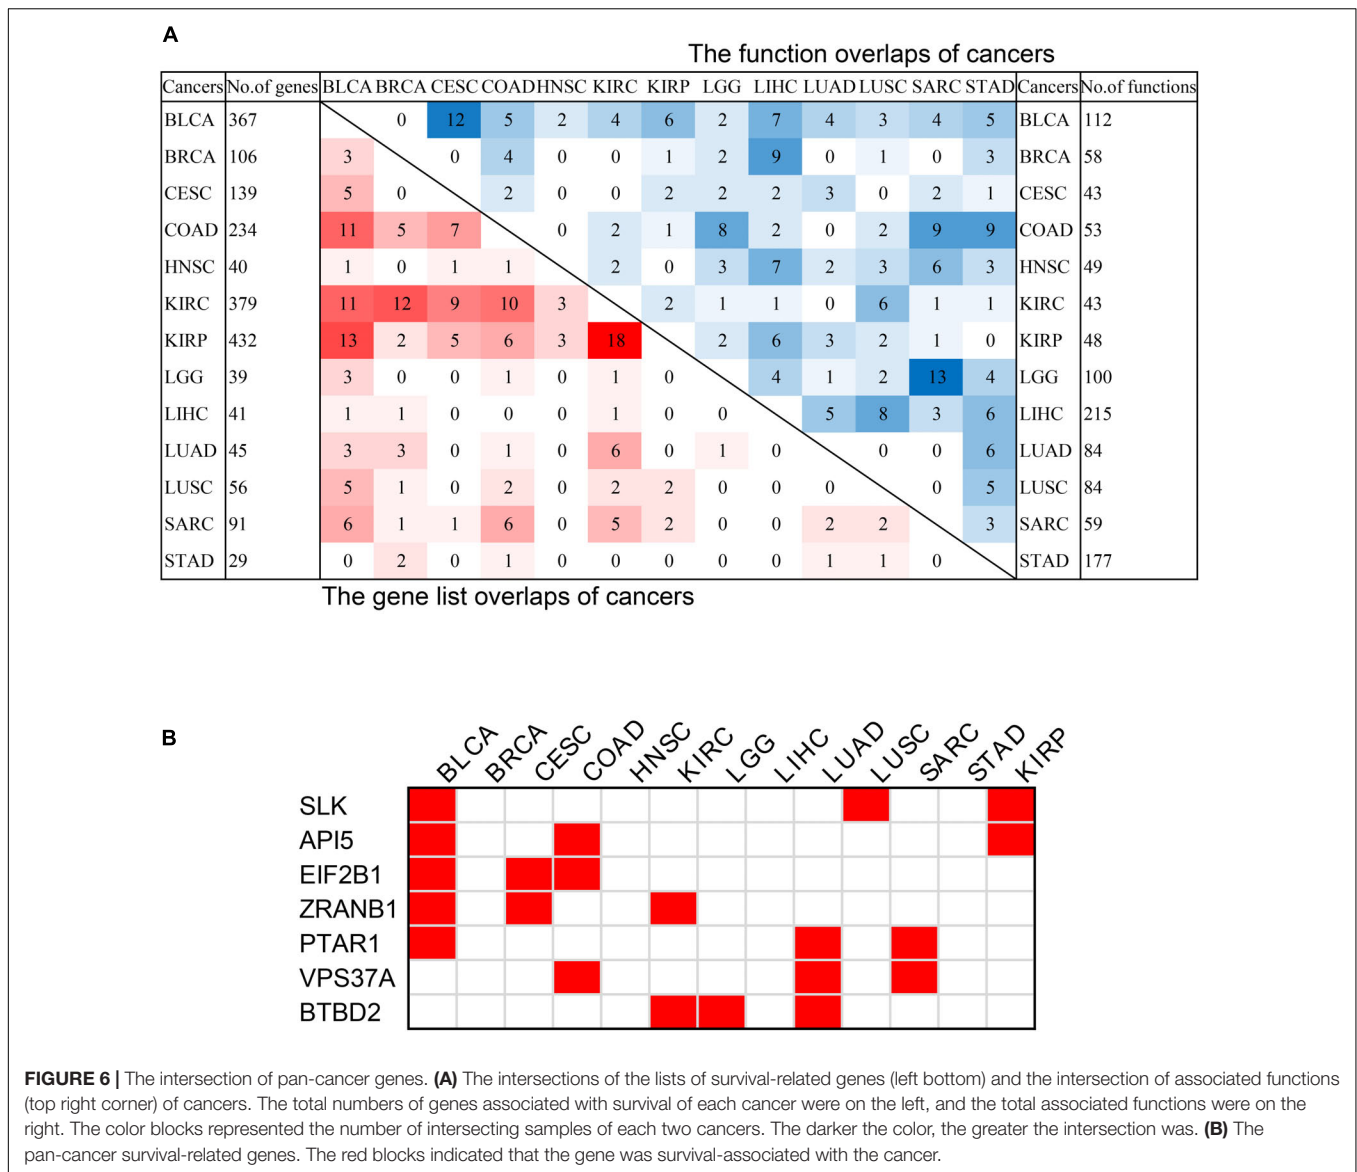 A
The function overlaps of cancers
Cancers No.of genes BLCA BRCA CESC COAD HNSC KIRC KIRP LGG LIHC LUAD LUSC SARC STAD Cancers No.of functions
BLCA 367 0 12 5 2 4 6 2 7 4 3 4 5 BLCA 112
BRCA 106 3 0 4 0 0 1 2 9 0 1 0 3 BRCA 58
CESC 139 5 0 2 0 0 2 2 2 3 0 2 1 CESC 43
COAD 234 11 5 7 0 2 1 8 2 0 2 9 9 COAD 53
HNSC 40 1 0 1 1 2 0 3 7 2 3 6 3 HNSC 49
KIRC 379 11 12 9 10 3 2 1 1 0 6 1 1 KIRC 43
KIRP 432 13 2 5 6 3 18 2 6 3 2 1 0 KIRP 48
LGG 39 3 0 0 1 0 1 0 4 1 2 13 4 LGG 100
LIHC 41 1 1 0 0 0 1 0 0 5 8 3 6 LIHC 215
LUAD 45 3 3 0 1 0 6 0 1 0 0 0 6 LUAD 84
LUSC 56 5 1 0 2 0 2 2 0 0 0 0 5 LUSC 84
SARC 91 6 1 1 6 0 5 2 0 0 2 2 3 SARC 59
STAD 29 0 2 0 1 0 0 0 0 0 1 1 0 STAD 177
The gene list overlaps of cancers
B
BLCA BRCA CESC COAD HNSC KIRC LGG LIHC LUAD LUSC SARC STAD KIRP
SLK
API5
EIF2B1
ZRANB1
PTAR1
VPS37A
BTBD2
FIGURE 6 | The intersection of pan-cancer genes. (A) The intersections of the lists of survival-related genes (left bottom) and the intersection of associated functions
(top right corner) of cancers. The total numbers of genes associated with survival of each cancer were on the left, and the total associated functions were on the
right. The color blocks represented the number of intersecting samples of each two cancers. The darker the color, the greater the intersection was. (B) The
pan-cancer survival-related genes. The red blocks indicated that the gene was survival-associated with the cancer.